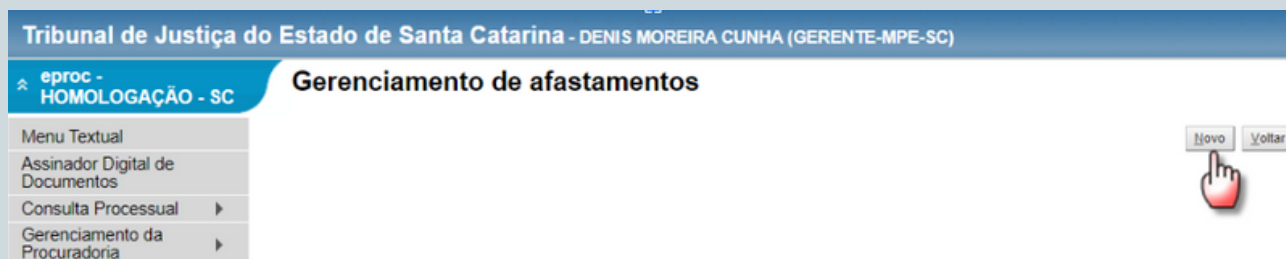 Tribunal de Justiça do Estado de Santa Catarina - DENIS MOREIRA CUNHA (GERENTE-MPE-SC)
eproc -
HOMOLOGAÇÃO - SC
Gerenciamento de afastamentos
Novo Voltar
Menu Textual
Assinador Digital de
Documentos
Consulta Processual
Gerenciamento da
Procuradoria